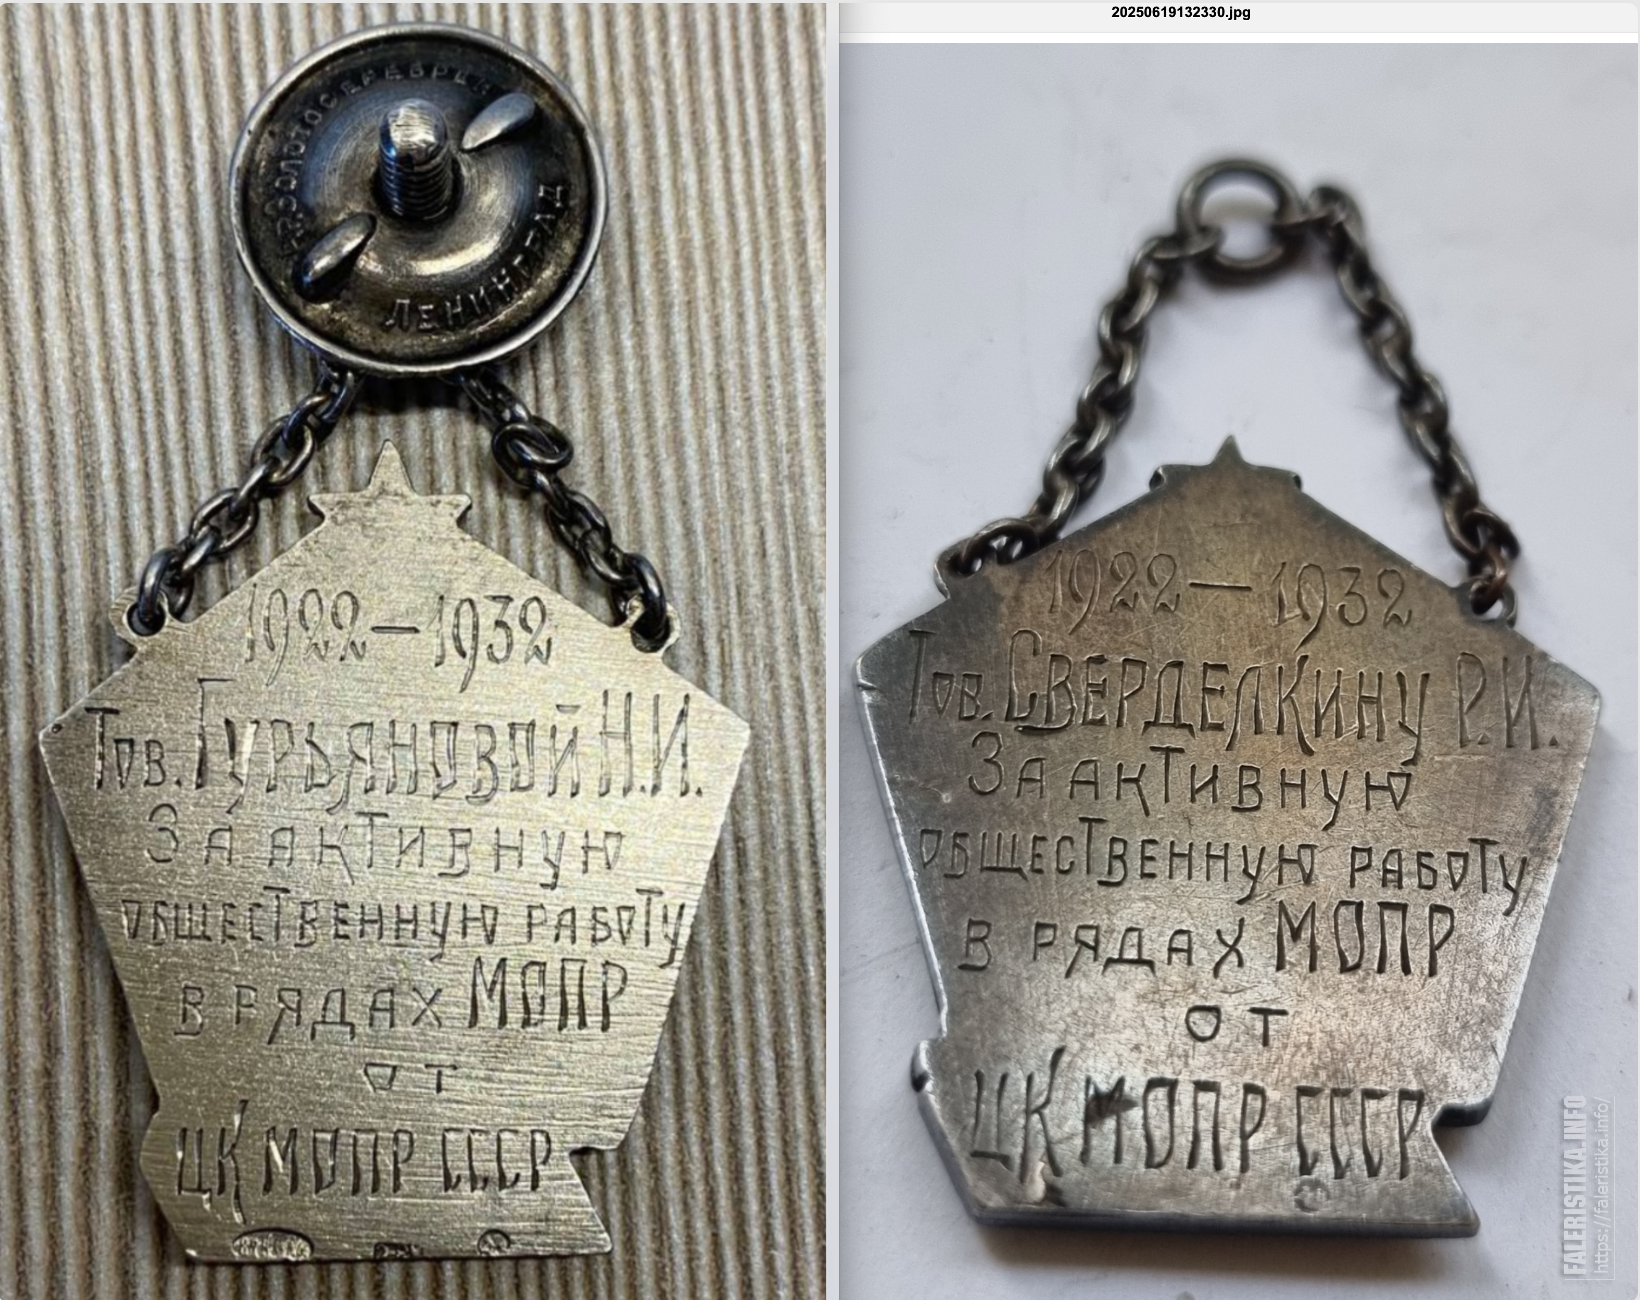 20250619132330.jpg
ЗОЛОТОСЕРЕБРЕН
ЛЕНИНГРАД
1922—1932
Тов. Гурьяновой Н.И.
За активную
общественную работу
в рядах МОПР
от
ЦК МОПР СССР
1922—1932
Тов. Сверделкину Р.И.
За активную
общественную работу
в рядах МОПР
от
ЦК МОПР СССР
FALERISTIKA.INFO
https://faleristika.info/